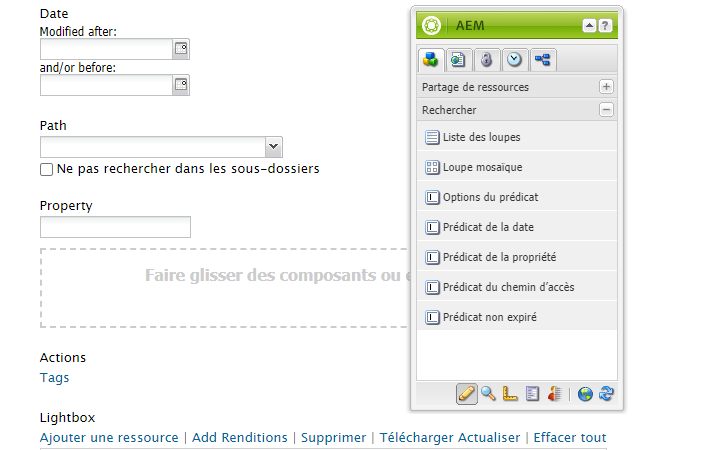 Date
Modified after:
and/or before:
Path
Ne pas rechercher dans les sous-dossiers
Property
Faire glisser des composants ou
Actions
Tags
Lightbox
Ajouter une ressource | Add Renditions | Supprimer | Télécharger Actualiser | Effacer tout
AEM
?
Partage de ressources
Rechercher
Liste des loupes
Loupe mosaïque
Options du prédicat
Prédicat de la date
Prédicat de la propriété
Prédicat du chemin d'accès
Prédicat non expiré